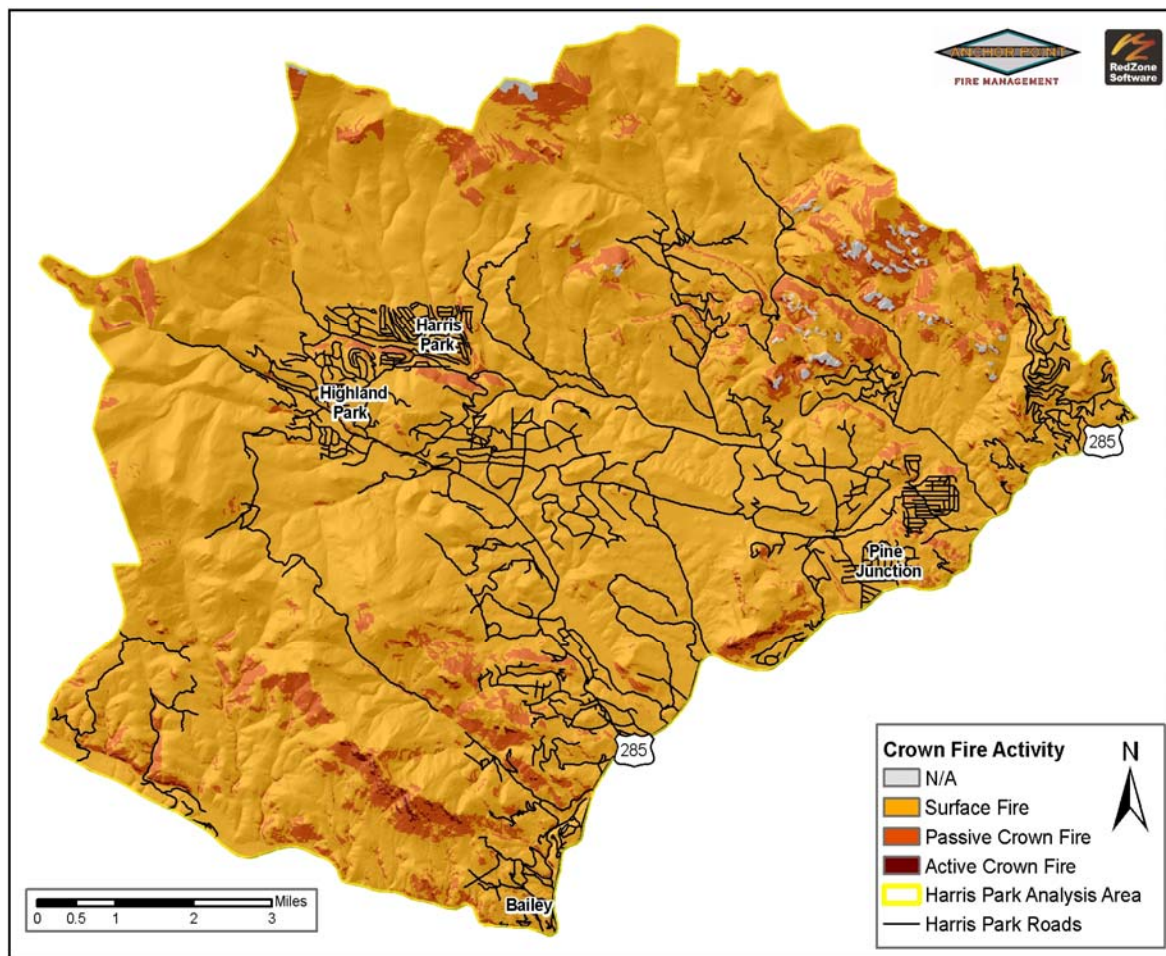 ANCHOR POINT
FIRE MANAGEMENT
RedZone
Software
Harris
Park
Highland
Park
285
Pine
Junction
285
Bailey
Crown Fire Activity
N
N/A
Surface Fire
Passive Crown Fire
Active Crown Fire
Harris Park Analysis Area
Harris Park Roads
Miles
0 0.5 1 2 3